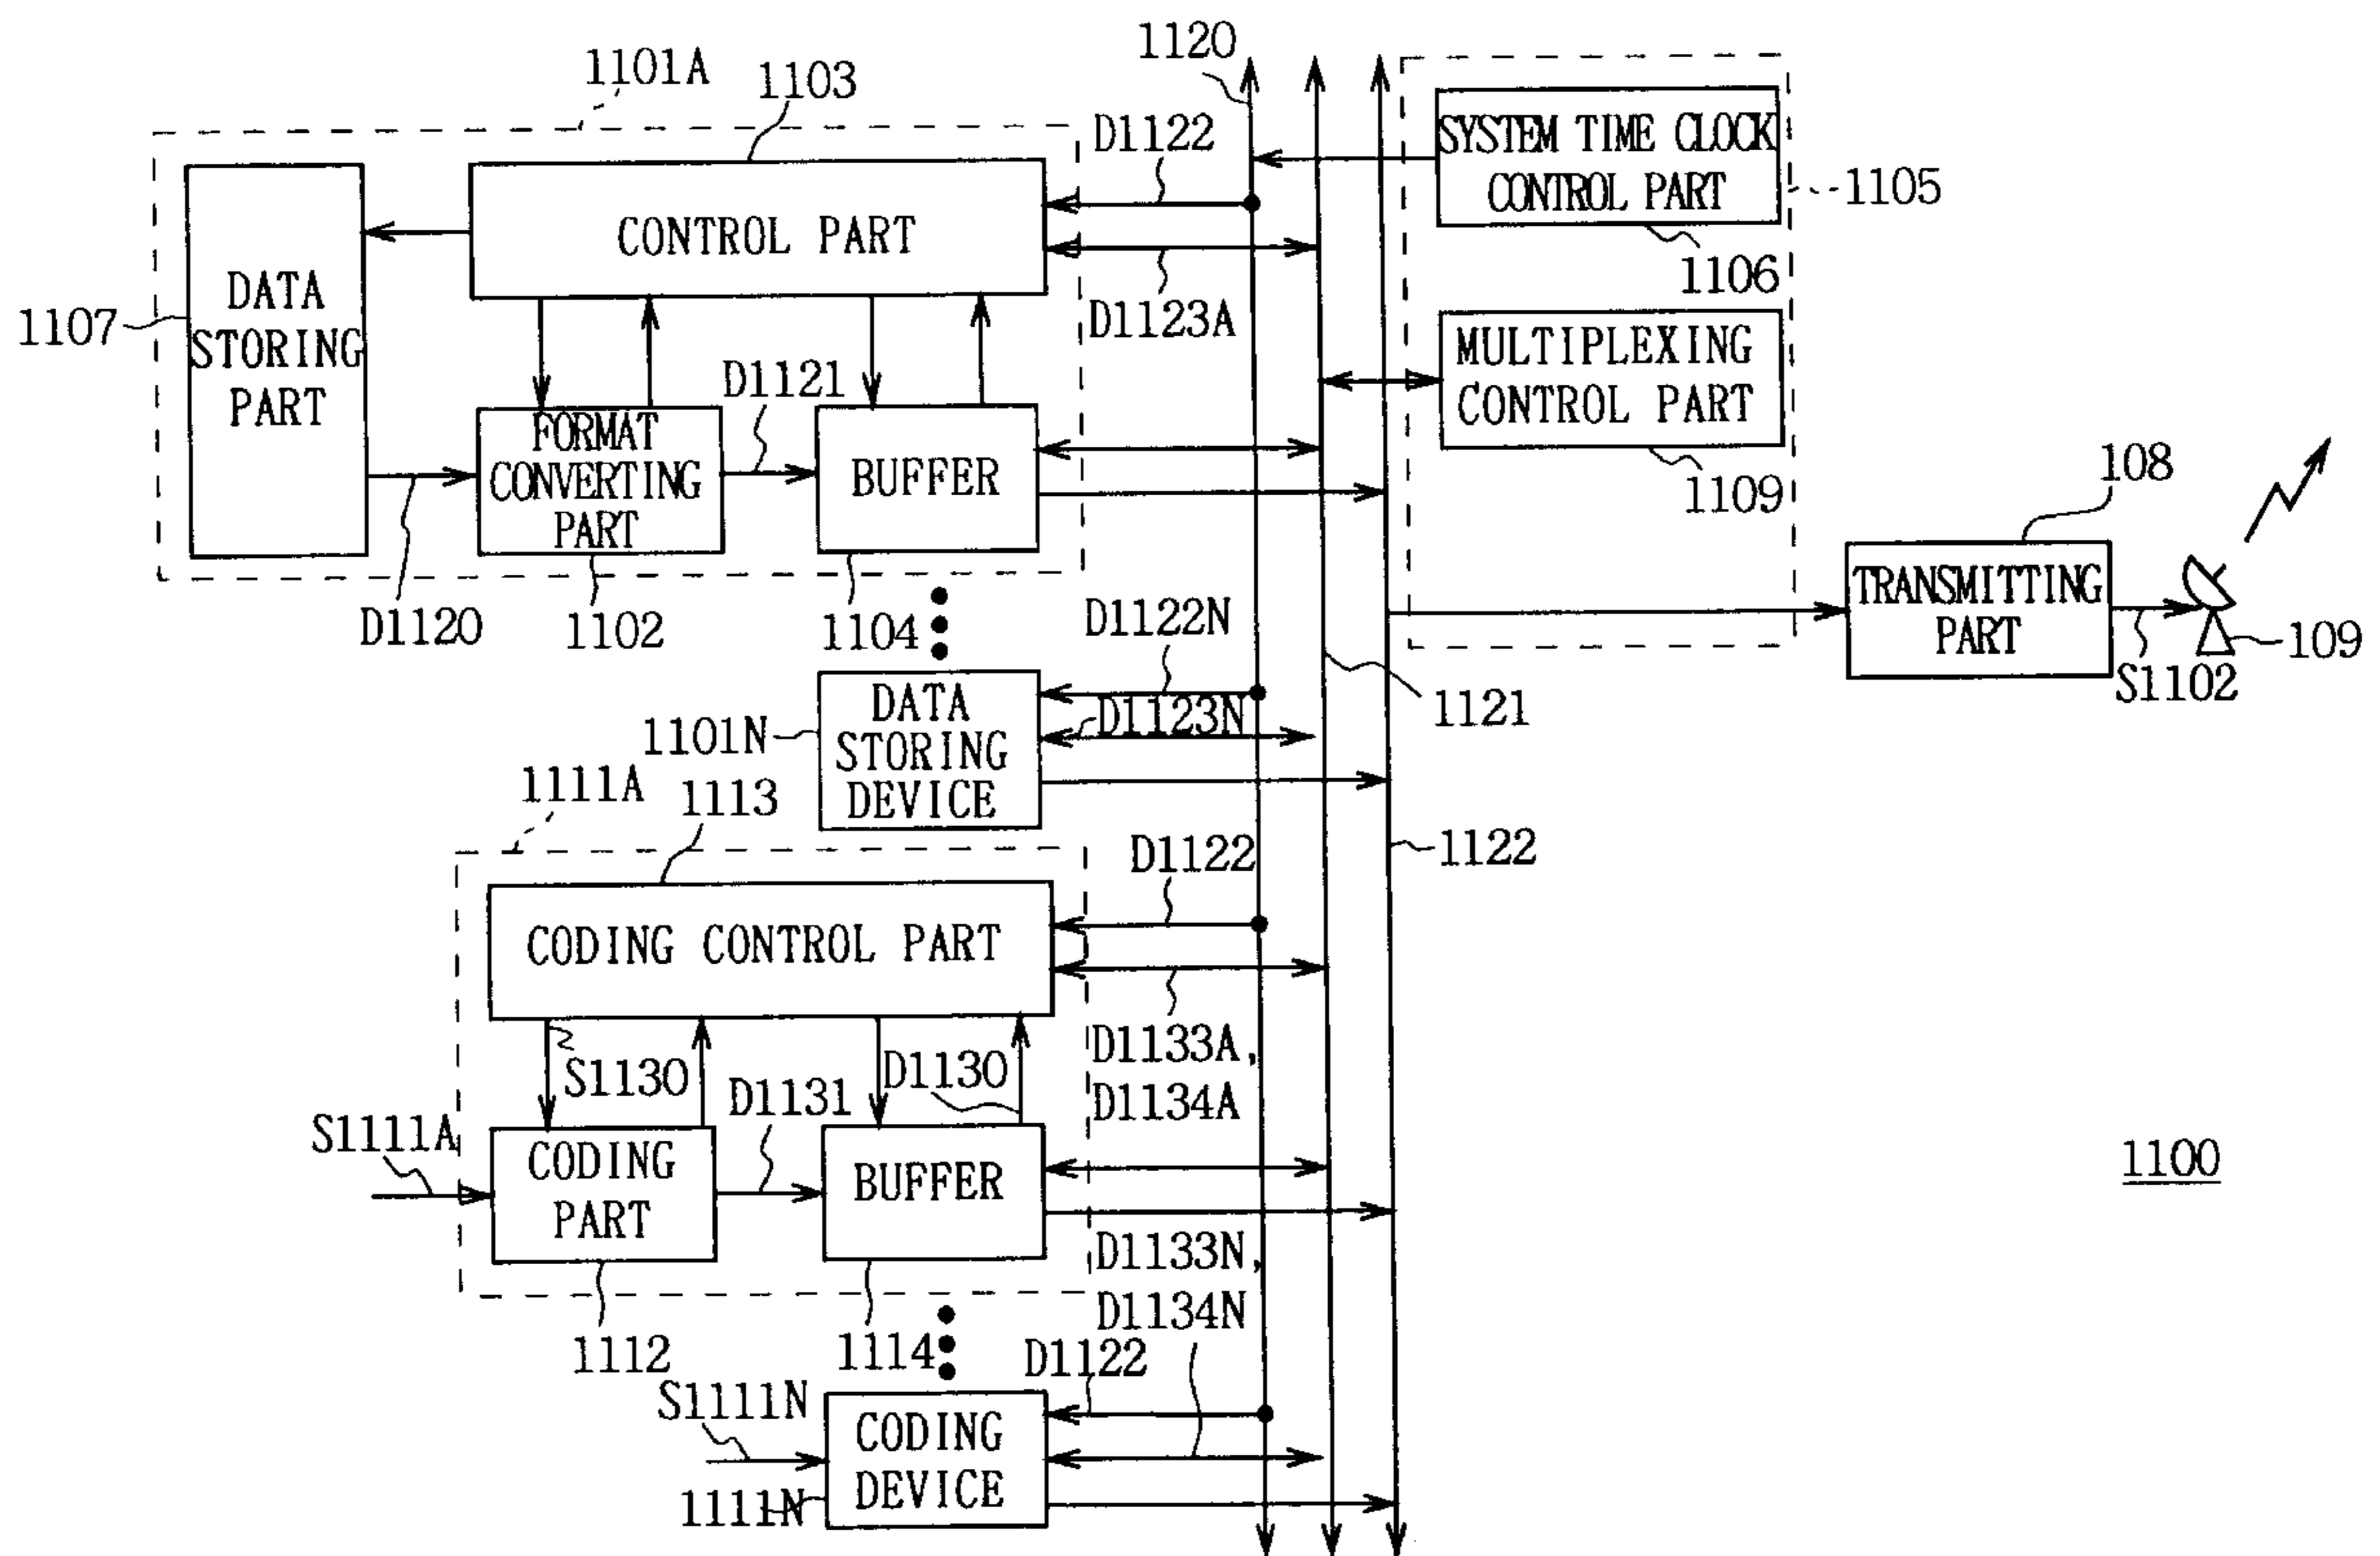 1120
1101A
1103
SYSTEM TIME CLOCK
CONTROL PART
1105
D1122
CONTROL PART
1106
DATA
STORING
PART
1107
D1123A
MULTIPLEXING
CONTROL PART
D1121
FORMAT
CONVERTING
PART
BUFFER
1109
108
TRANSMITTING
PART
D1120
1102
1104
D1122N
109
S1102
DATA
STORING
DEVICE
D1123N
1121
1101N
1111A
1113
1122
D1122
CODING CONTROL PART
S1130
D1130
D1133A,
D1134A
D1131
S1111A
CODING
PART
BUFFER
1100
D1133N,
D1134N
1112
1114
D1122
S1111N
CODING
DEVICE
1111N